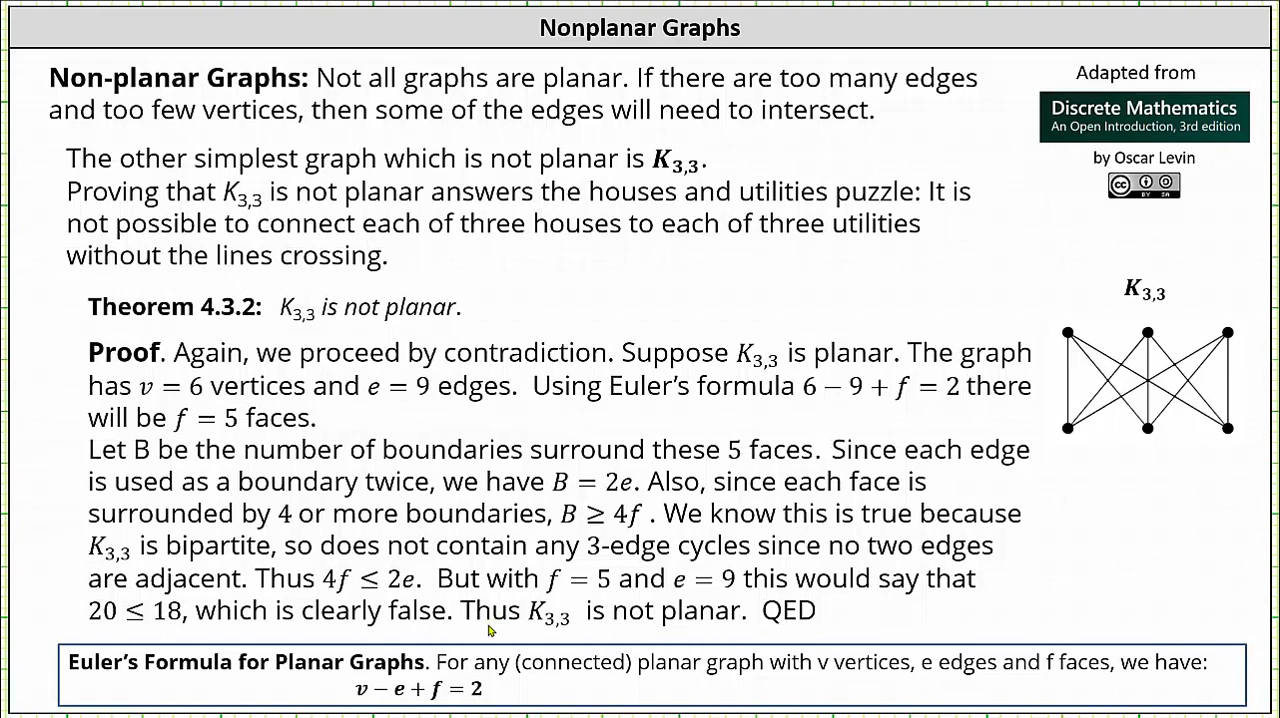 Nonplanar Graphs
Non-planar Graphs: Not all graphs are planar. If there are too many edges
and too few vertices, then some of the edges will need to intersect.
Adapted from
Discrete Mathematics
An Open Introduction, 3rd edition
by Oscar Levin
cc
BY SA
The other simplest graph which is not planar is K₃,₃.
Proving that K₃,₃ is not planar answers the houses and utilities puzzle: It is
not possible to connect each of three houses to each of three utilities
without the lines crossing.
Theorem 4.3.2: K₃,₃ is not planar.
K₃,₃
Proof. Again, we proceed by contradiction. Suppose K₃,₃ is planar. The graph
has v = 6 vertices and e = 9 edges. Using Euler’s formula 6 − 9 + f = 2 there
will be f = 5 faces.
Let B be the number of boundaries surround these 5 faces. Since each edge
is used as a boundary twice, we have B = 2e. Also, since each face is
surrounded by 4 or more boundaries, B ≥ 4f . We know this is true because
K₃,₃ is bipartite, so does not contain any 3-edge cycles since no two edges
are adjacent. Thus 4f ≤ 2e. But with f = 5 and e = 9 this would say that
20 ≤ 18, which is clearly false. Thus K₃,₃ is not planar. QED
Euler’s Formula for Planar Graphs. For any (connected) planar graph with v vertices, e edges and f faces, we have:
v − e + f = 2